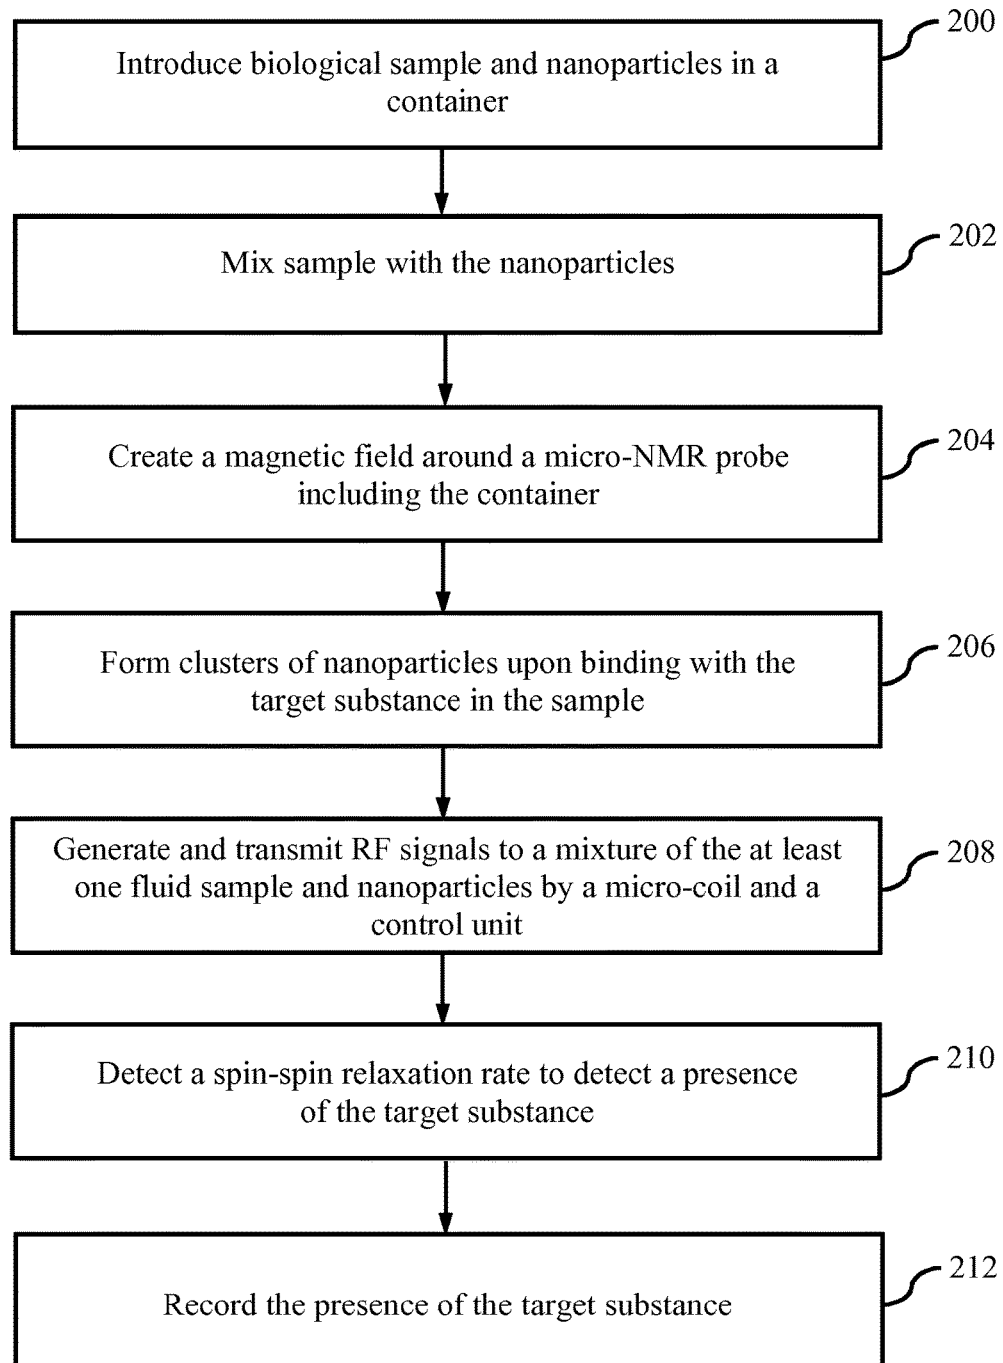 200
Introduce biological sample and nanoparticles in a
container
202
Mix sample with the nanoparticles
204
Create a magnetic field around a micro-NMR probe
including the container
206
Form clusters of nanoparticles upon binding with the
target substance in the sample
208
Generate and transmit RF signals to a mixture of the at least
one fluid sample and nanoparticles by a micro-coil and a
control unit
210
Detect a spin-spin relaxation rate to detect a presence
of the target substance
212
Record the presence of the target substance